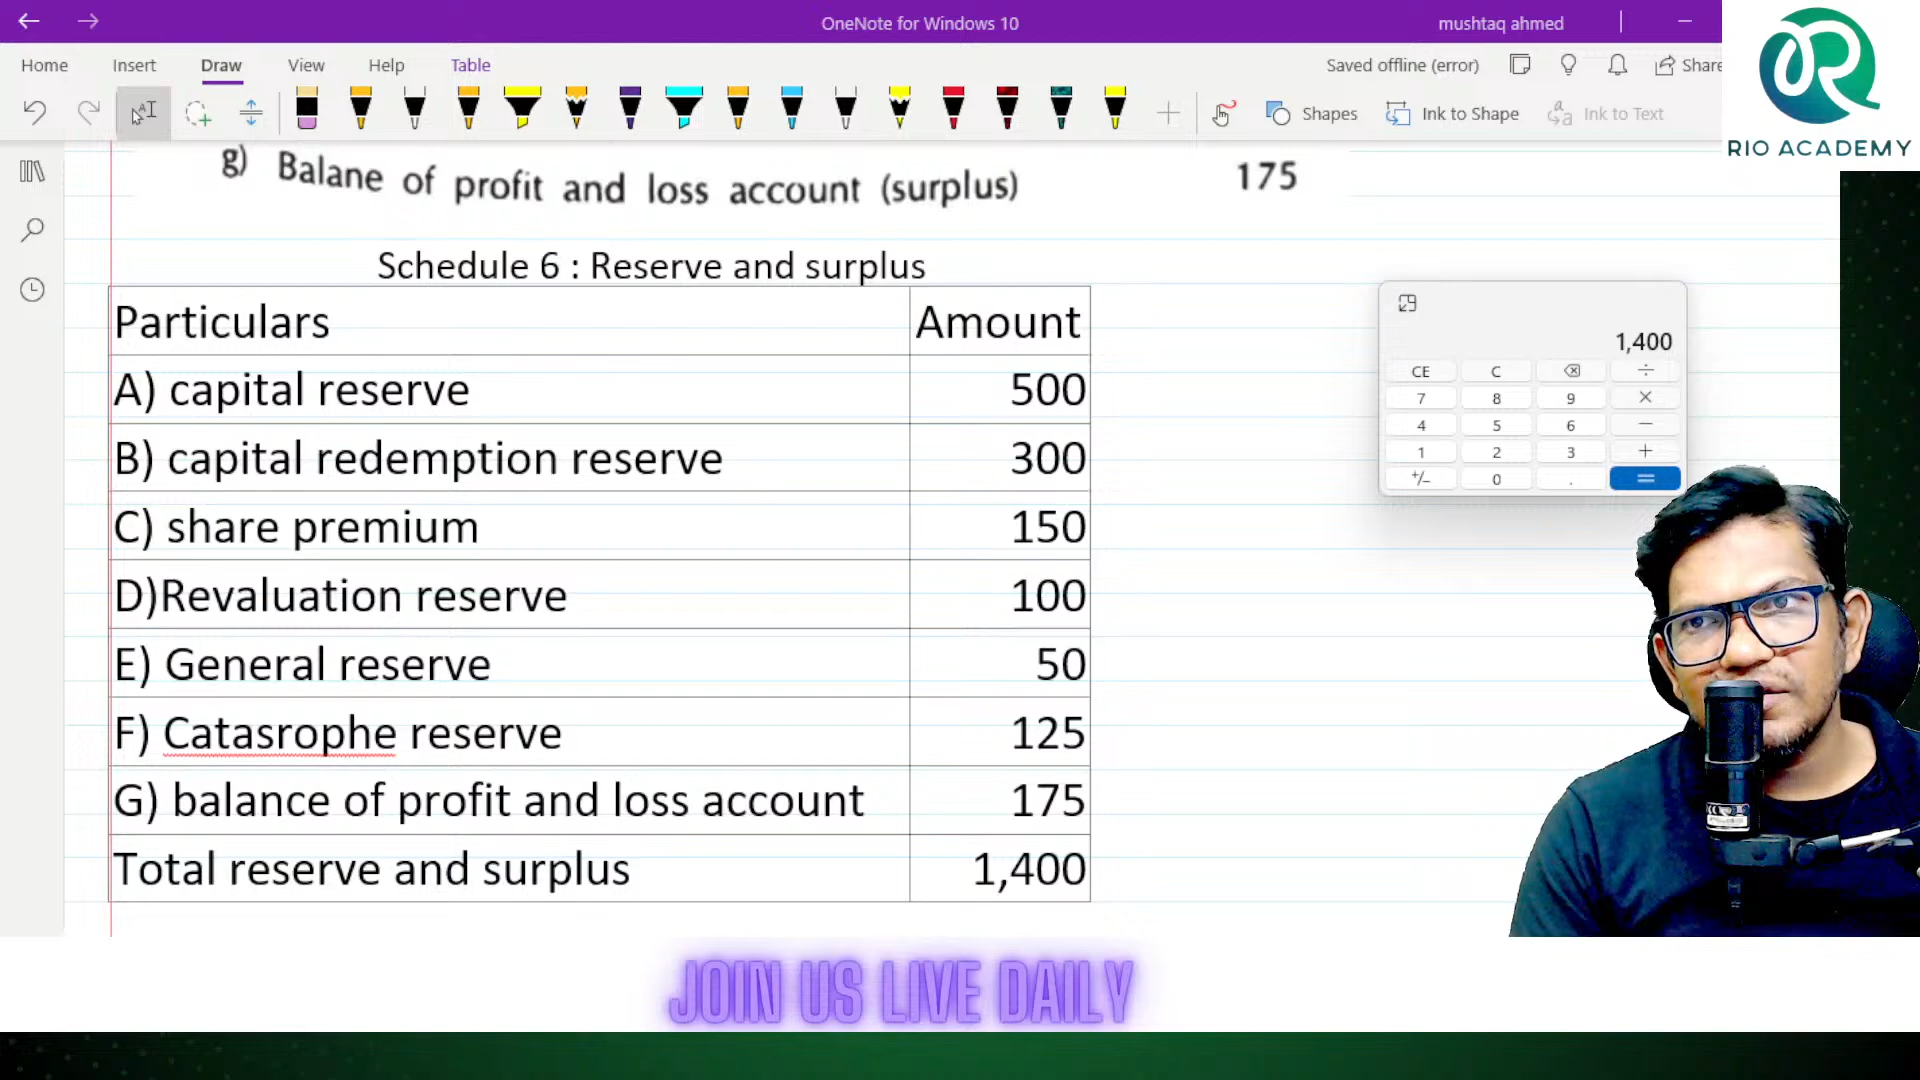 OneNote for Windows 10
mushtaq ahmed
Home Insert Draw View Help Table
Saved offline (error) Share
Shapes Ink to Shape Ink to Text
RIO ACADEMY
g) Balane of profit and loss account (surplus) 175
Schedule 6 : Reserve and surplus
Particulars Amount
A) capital reserve 500
B) capital redemption reserve 300
C) share premium 150
D)Revaluation reserve 100
E) General reserve 50
F) Catasrophe reserve 125
G) balance of profit and loss account 175
Total reserve and surplus 1,400
1,400
CE C ÷
7 8 9 ×
4 5 6 −
1 2 3 +
+/− 0 . =
JOIN US LIVE DAILY